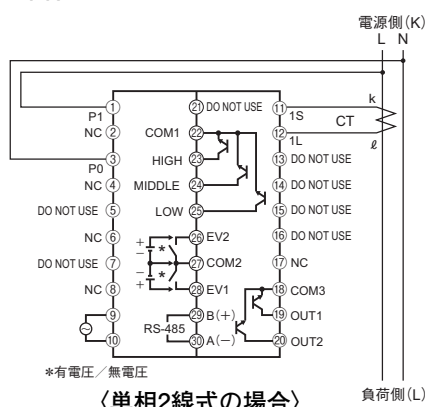 電源側(K)
L N
① P1
NC ②
③ P0
NC ④
DO NOT USE ⑤
NC ⑥
DO NOT USE ⑦
NC ⑧
⑨
⑩
㉑ DO NOT USE
COM1 ㉒
HIGH ㉓
MIDDLE ㉔
LOW ㉕
+ − * ㉖ EV2
㉗ COM2
− + * ㉘ EV1
RS-485
㉙ B(+)
㉚ A(−)
⑪ 1S
k
CT
⑫ 1L
ℓ
⑬ DO NOT USE
⑭ DO NOT USE
⑮ DO NOT USE
⑯ DO NOT USE
⑰ NC
⑱ COM3
⑲ OUT1
⑳ OUT2
*有電圧/無電圧
〈単相2線式の場合〉
負荷側(L)